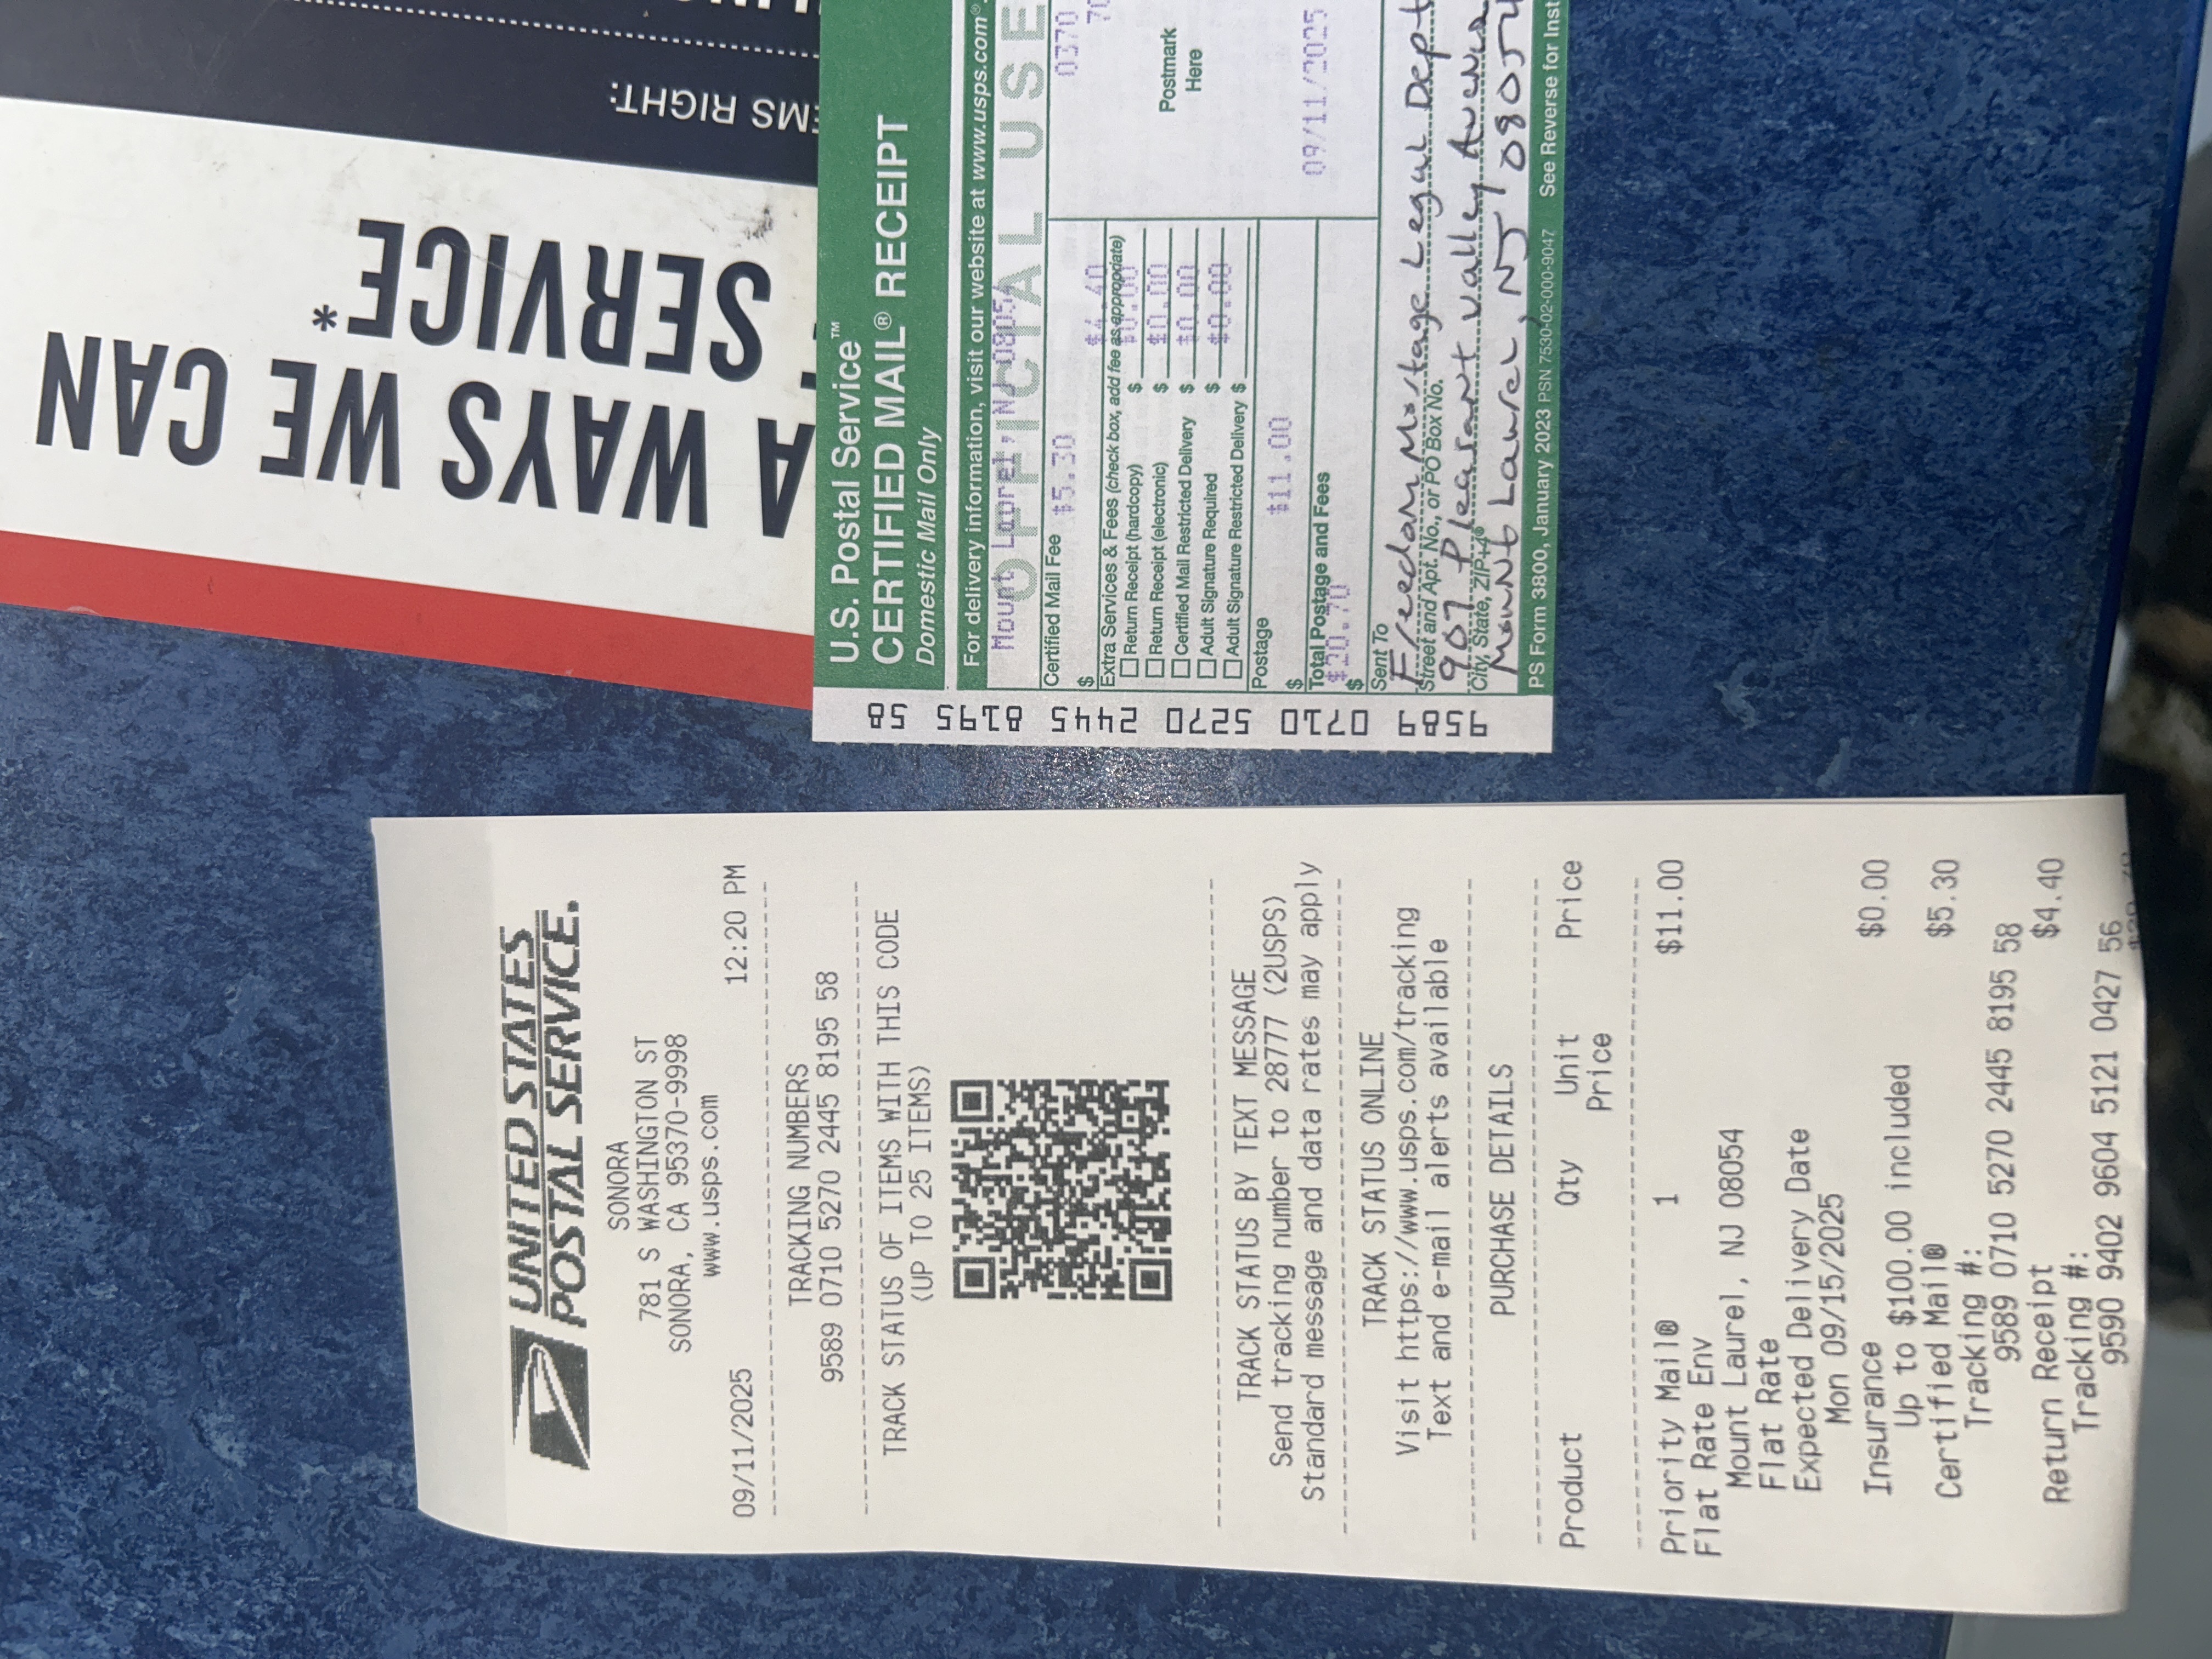 UNITED STATES
POSTAL SERVICE.
SONORA
781 S WASHINGTON ST
SONORA, CA 95370-9998
www.usps.com
09/11/2025 12:20 PM
TRACKING NUMBERS
9589 0710 5270 2445 8195 58
TRACK STATUS OF ITEMS WITH THIS CODE
(UP TO 25 ITEMS)
TRACK STATUS BY TEXT MESSAGE
Send tracking number to 28777 (2USPS)
Standard message and data rates may apply
TRACK STATUS ONLINE
Visit https://www.usps.com/tracking
Text and e-mail alerts available
PURCHASE DETAILS
Product Qty Unit Price
Price
Priority Mail® 1 $11.00
Flat Rate Env
Mount Laurel, NJ 08054
Flat Rate
Expected Delivery Date
Mon 09/15/2025
Insurance $0.00
Up to $100.00 included
Certified Mail® $5.30
Tracking #:
9589 0710 5270 2445 8195 58
Return Receipt $4.40
Tracking #:
9590 9402 9604 5121 0427 56
A WAYS WE CAN
SERVICE*
EMS RIGHT:
9589 0710 5270 2445 8195 58
U.S. Postal Service™
CERTIFIED MAIL® RECEIPT
Domestic Mail Only
For delivery information, visit our website at www.usps.com®.
Mount Laurel, NJ 08054
OFFICIAL USE
Certified Mail Fee $5.30
$
$4.40
0370
70
Extra Services & Fees (check box, add fee as appropriate)
Return Receipt (hardcopy) $ $0.00
Return Receipt (electronic) $ $0.00
Certified Mail Restricted Delivery $ $0.00
Adult Signature Required $ $0.00
Adult Signature Restricted Delivery $
Postmark
Here
Postage
$ $11.00
Total Postage and Fees
$20.70
$
09/11/2025
Sent To
Freedom Mortage Legal Dept
Street and Apt. No., or PO Box No.
907 Pleasant valley Avenue
City, State, ZIP+4®
Mount Laurel, NJ 08054
PS Form 3800, January 2023 PSN 7530-02-000-9047 See Reverse for Inst